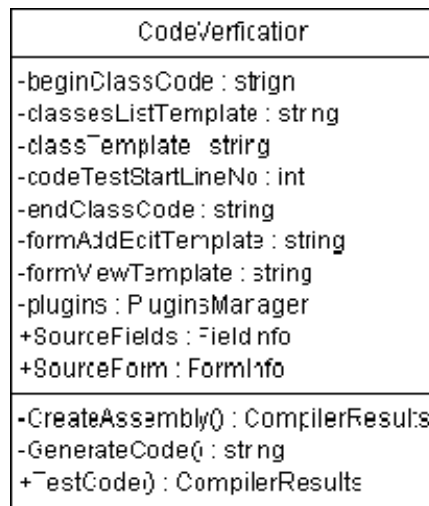 CodeVerfication
-beginClassCode : strign
-classesListTemplate : string
-classTemplate : string
-codeTestStartLineNo : int
-endClassCode : string
-formAddEditTemplate : string
-formViewTemplate : string
-plugins : PluginsManager
+SourceFields : FieldInfo
+SourceForm : FormInfo
-CreateAssembly() : CompilerResults
-GenerateCode() : string
+TestCode() : CompilerResults